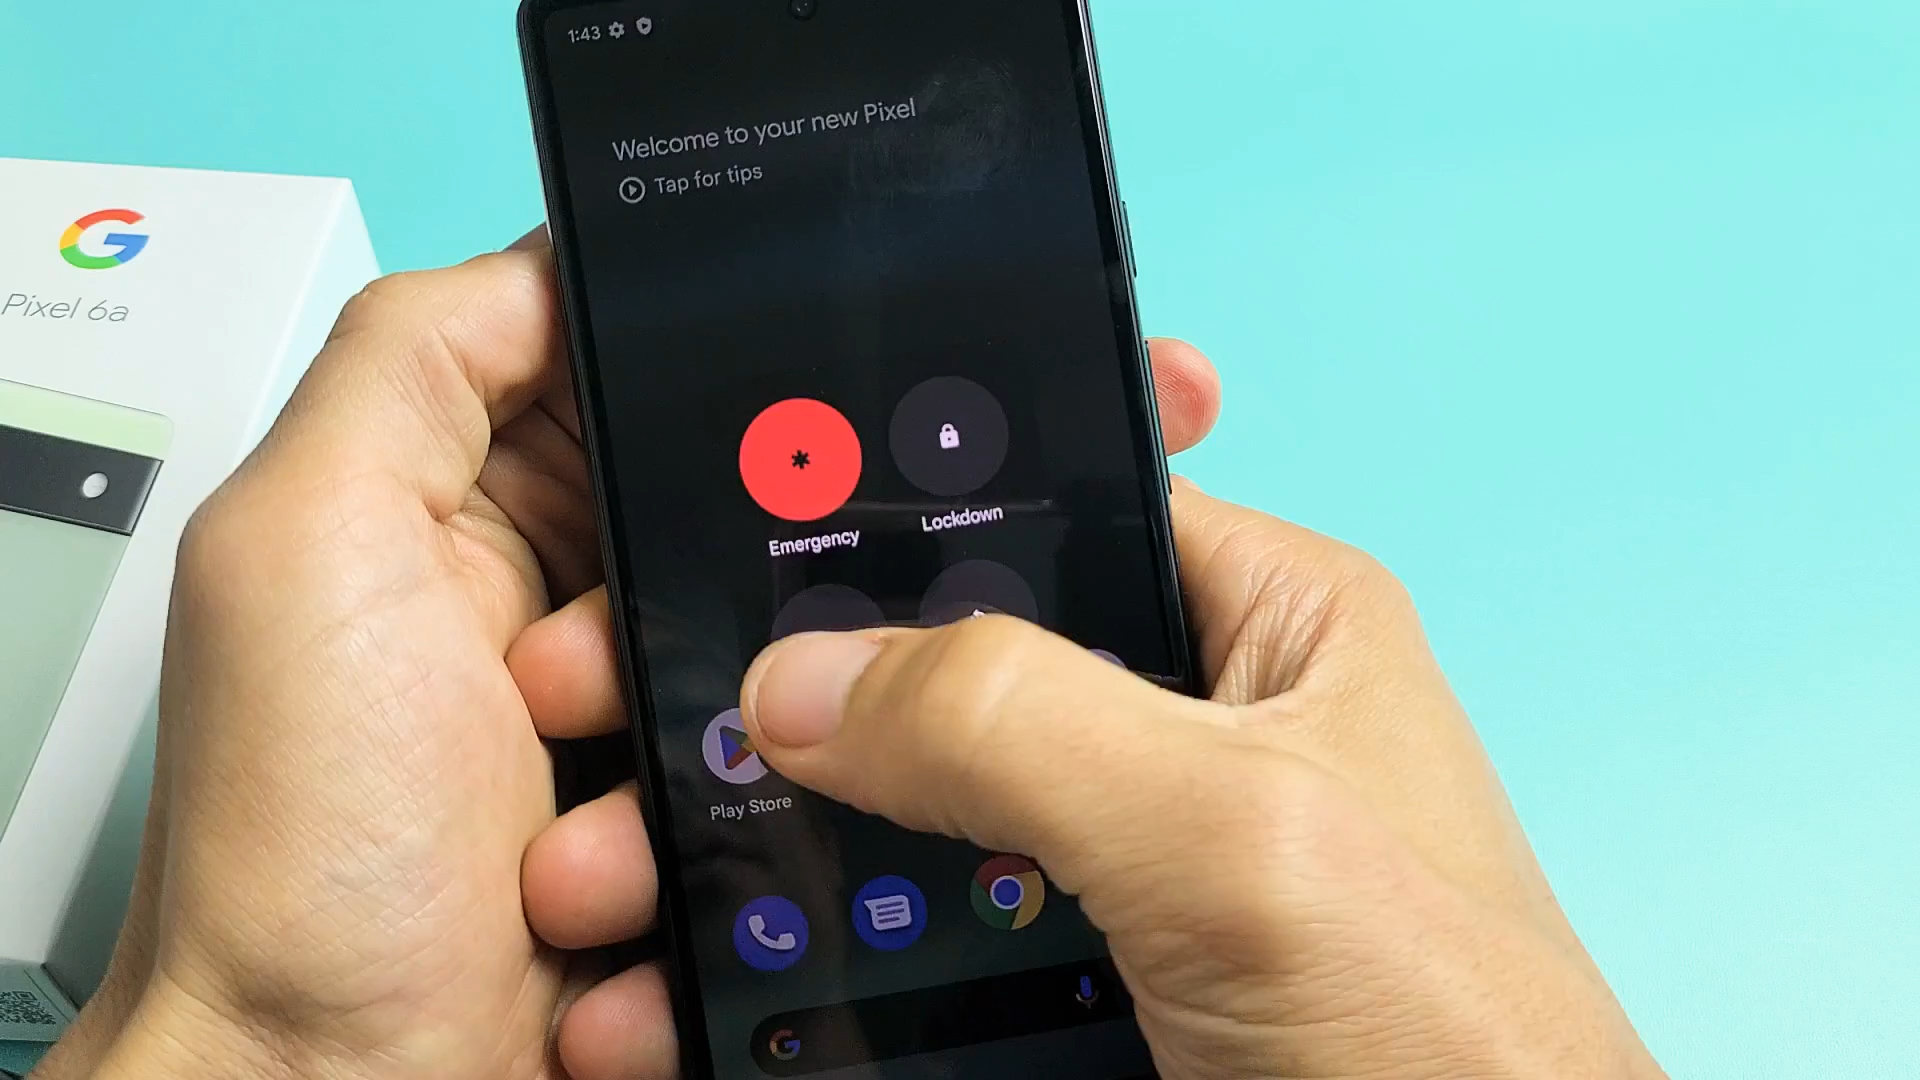 1:43
Welcome to your new Pixel
Tap for tips
G
Pixel 6a
Emergency
Lockdown
Play Store
G